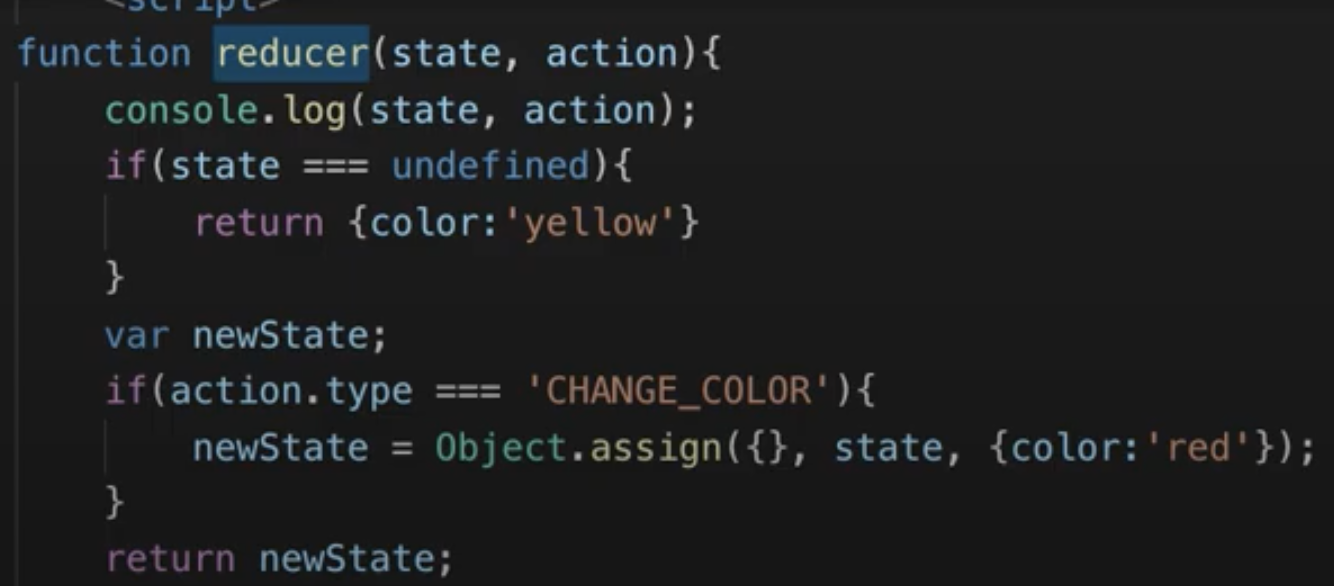 <script>
function reducer(state, action){
console.log(state, action);
if(state === undefined){
return {color:'yellow'}
}
var newState;
if(action.type === 'CHANGE_COLOR'){
newState = Object.assign({}, state, {color:'red'});
}
return newState;